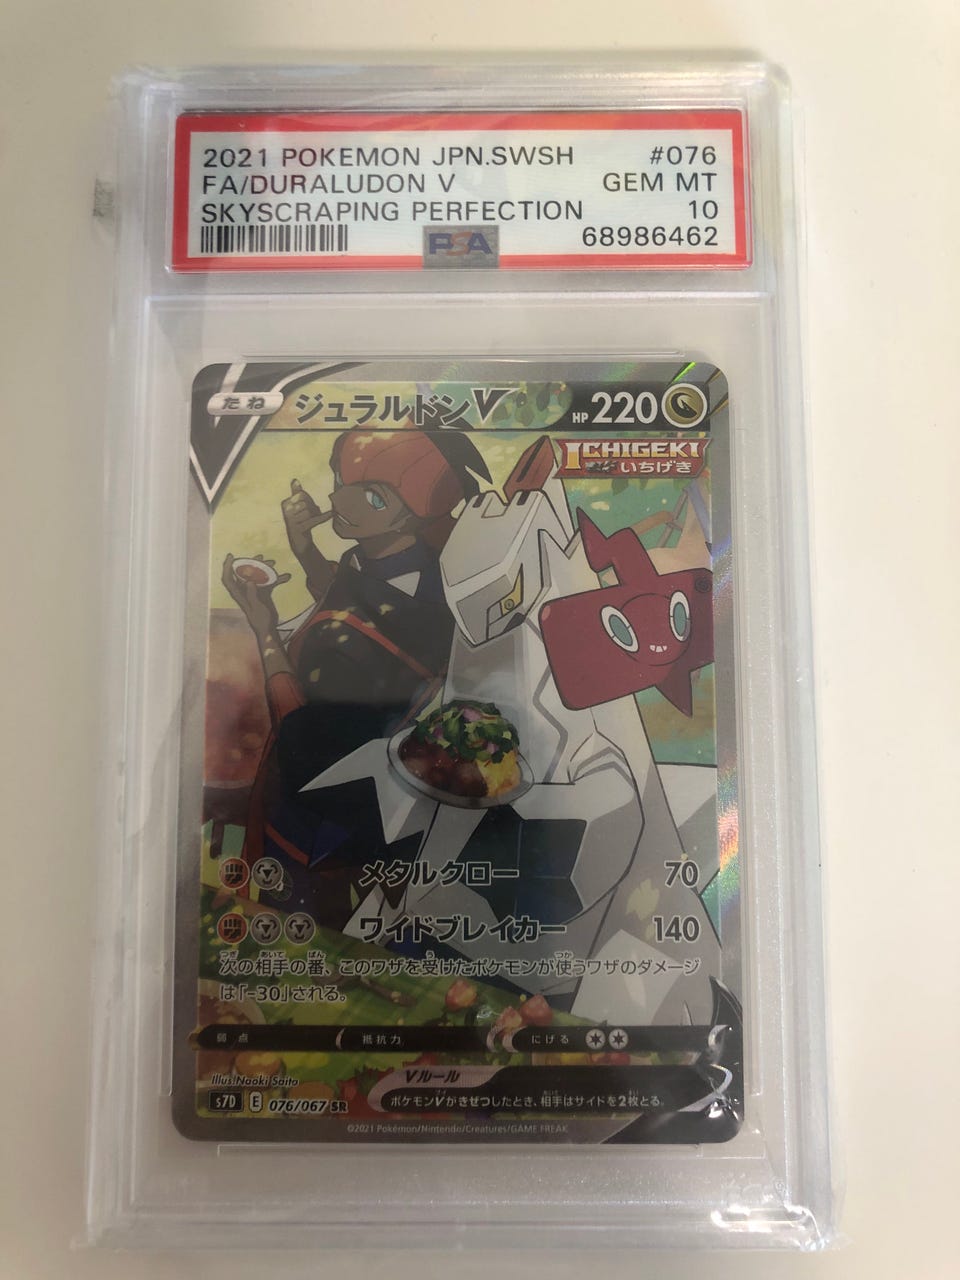 2021 POKEMON JPN.SWSH #076
FA/DURALUDON V GEM MT
SKYSCRAPING PERFECTION 10
PSA 68986462
たね ジュラルドンV HP 220
ICHIGEKI
いちげき
メタルクロー 70
ワイドブレイカー 140
次の相手の番、このワザを受けたポケモンが使うワザのダメージ
は「-30」される。
弱点 抵抗力 にげる
Illus.Naoki Saito
Vルール
s7D E 076/067 SR ポケモンVがきぜつしたとき、相手はサイドを2枚とる。
©2021 Pokémon/Nintendo/Creatures/GAME FREAK